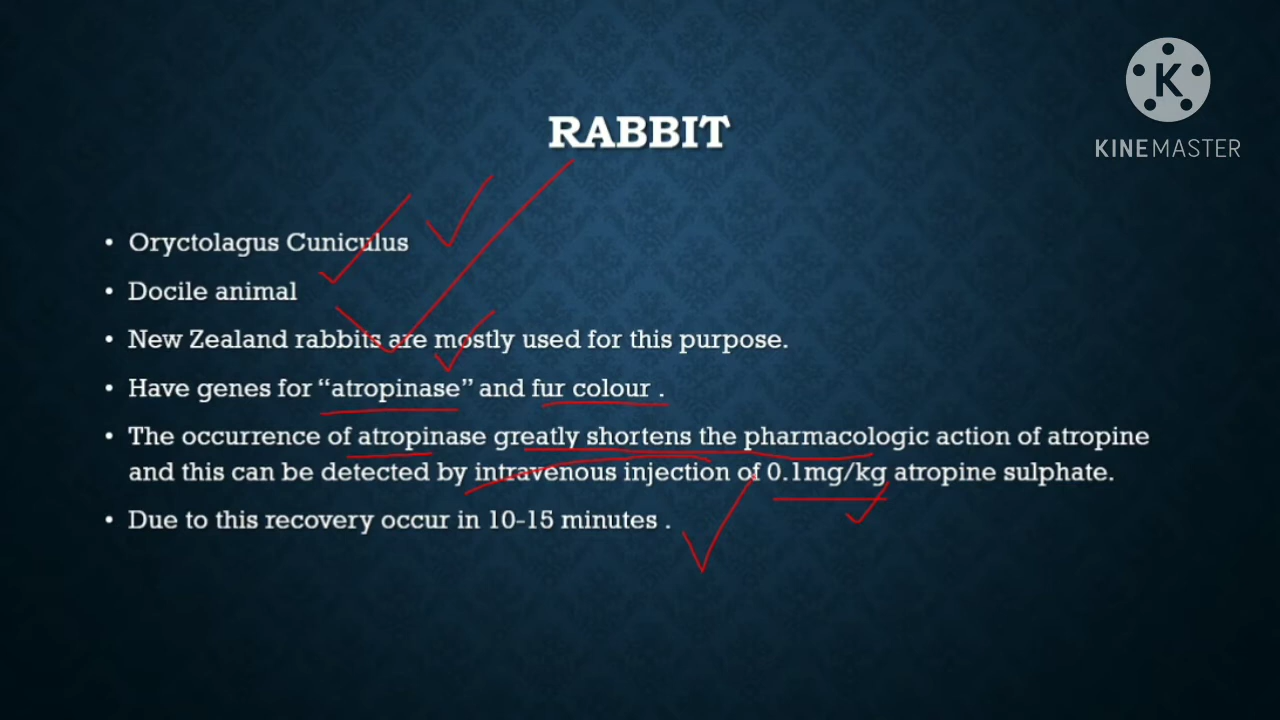 KINEMASTER
RABBIT
• Oryctolagus Cuniculus
• Docile animal
• New Zealand rabbits are mostly used for this purpose.
• Have genes for “atropinase” and fur colour .
• The occurrence of atropinase greatly shortens the pharmacologic action of atropine
and this can be detected by intravenous injection of 0.1mg/kg atropine sulphate.
• Due to this recovery occur in 10-15 minutes .